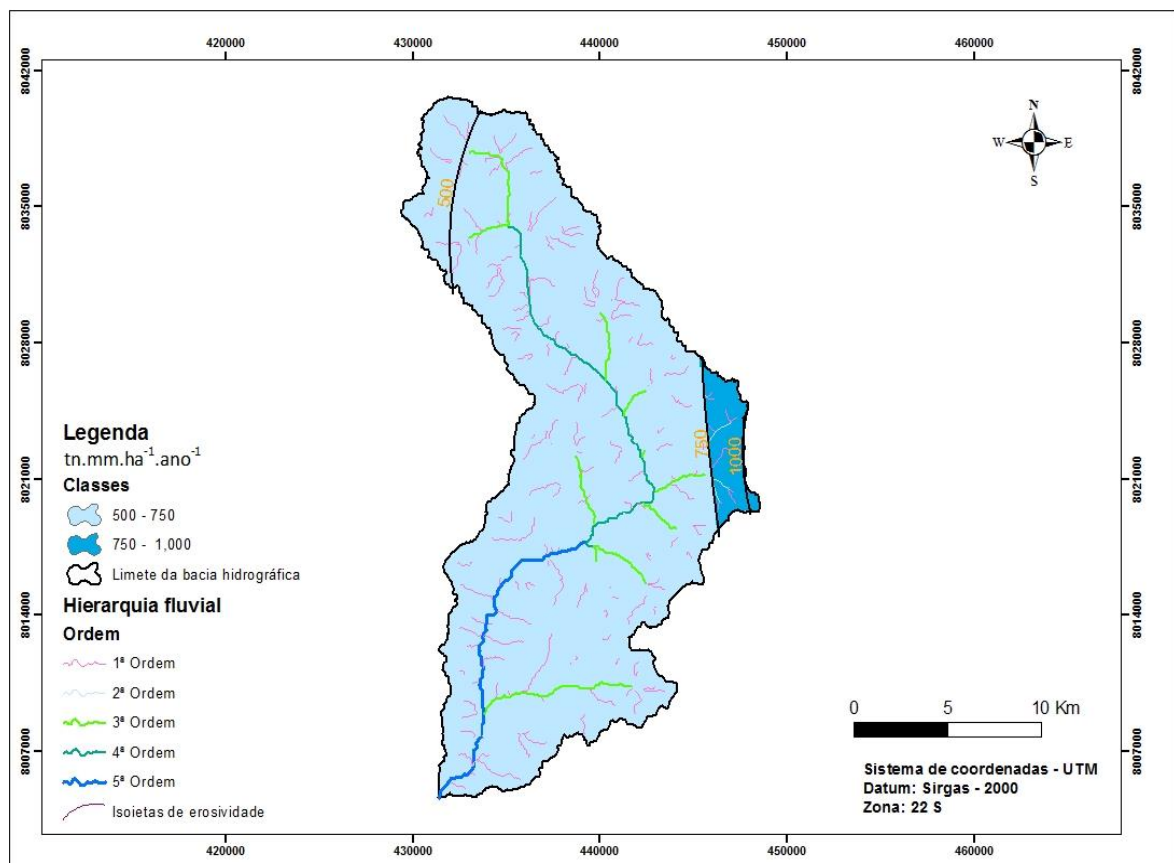 420000 430000 440000 450000 460000
8042000 8042000
8035000 8035000
8028000 8028000
8021000 8021000
8014000 8014000
8007000 8007000
N
W E
S
500
750
1000
Legenda
tn.mm.ha⁻¹.ano⁻¹
Classes
500 - 750
750 - 1,000
Limete da bacia hidrográfica
Hierarquia fluvial
Ordem
1ª Ordem
2ª Ordem
3ª Ordem
4ª Ordem
5ª Ordem
Isoietas de erosividade
0 5 10 Km
Sistema de coordenadas - UTM
Datum: Sirgas - 2000
Zona: 22 S
420000 430000 440000 450000 460000